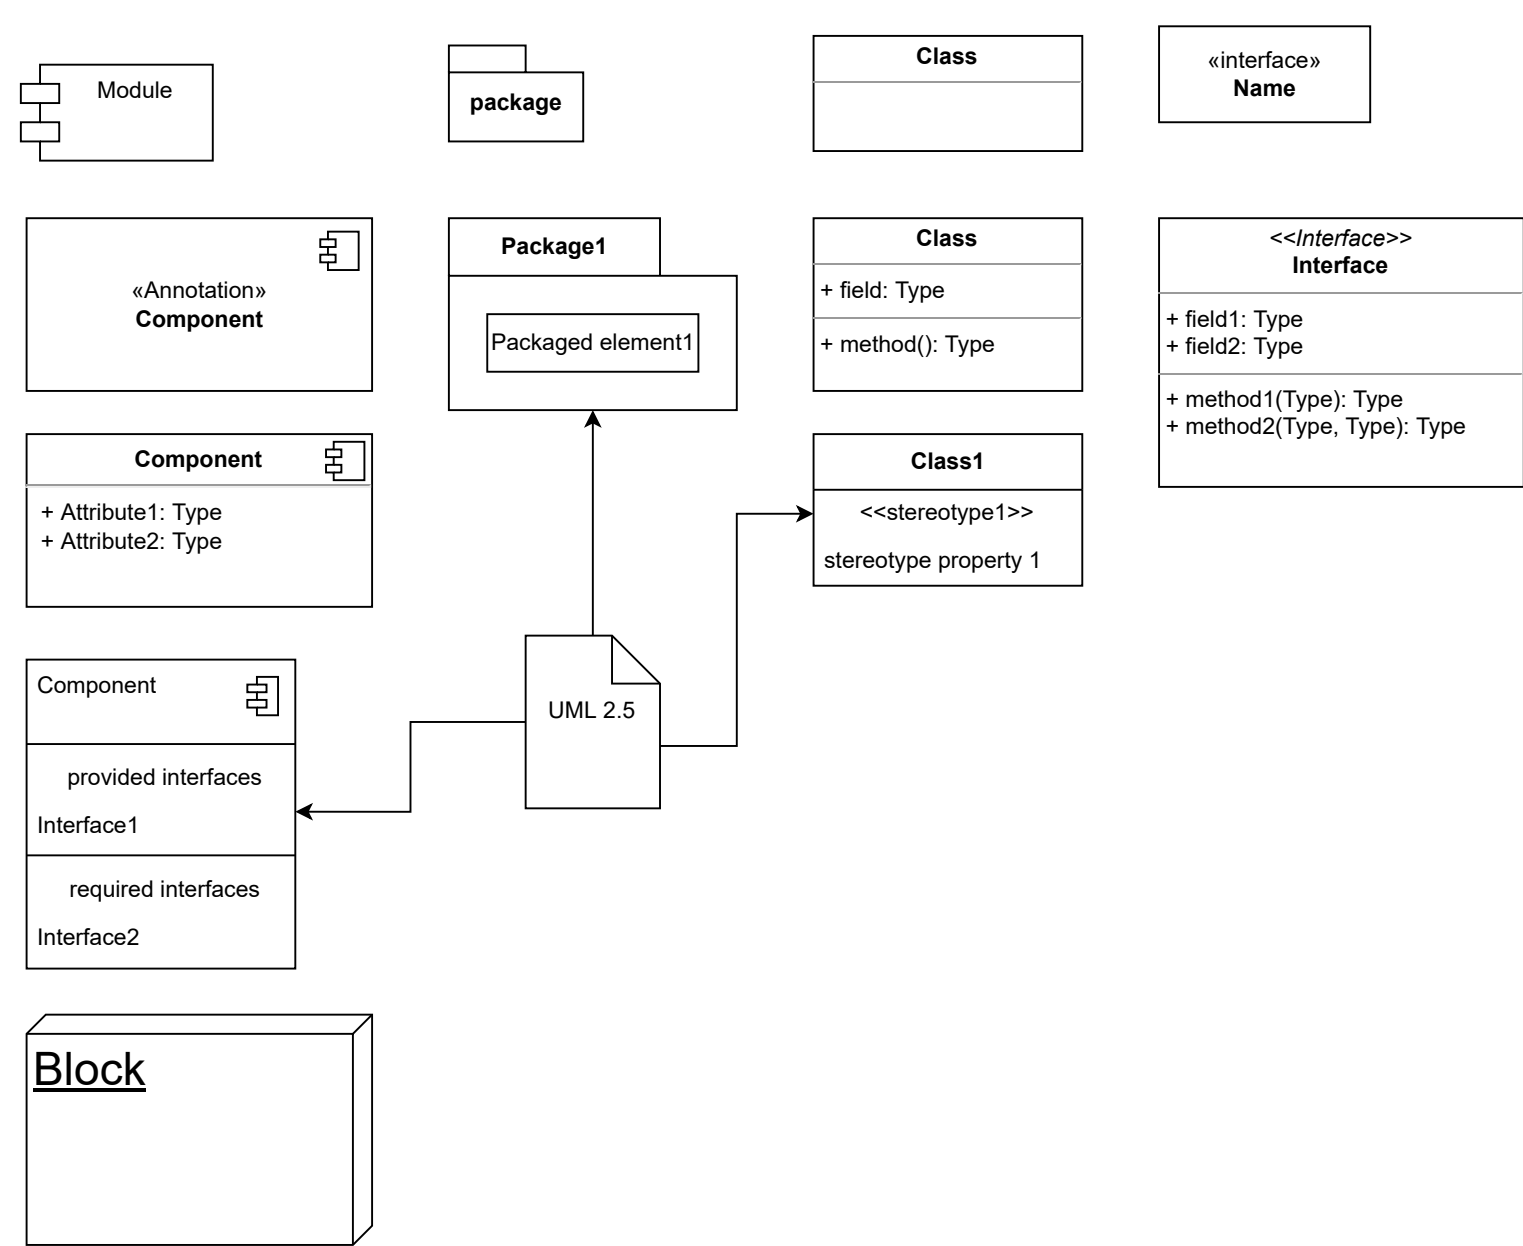 Module
package
Class
«interface»
Name
«Annotation»
Component
Package1
Packaged element1
Class
+ field: Type
+ method(): Type
<<Interface>>
Interface
+ field1: Type
+ field2: Type
+ method1(Type): Type
+ method2(Type, Type): Type
Component
+ Attribute1: Type
+ Attribute2: Type
Class1
<<stereotype1>>
stereotype property 1
Component
provided interfaces
Interface1
required interfaces
Interface2
UML 2.5
Block